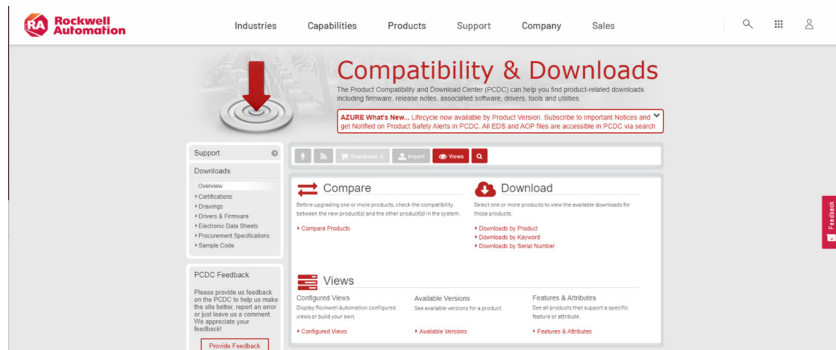 Rockwell
Automation
Industries Capabilities Products Support Company Sales
Compatibility & Downloads
The Product Compatibility and Download Center (PCDC) can help you find product-related downloads
including firmware, release notes, associated software, drivers, tools and utilities.
AZURE What's New... Lifecycle now available by Product Version. Subscribe to Important Notices and
get Notified on Product Safety Alerts in PCDC. All EDS and AOP files are accessible in PCDC via search
Support
Downloads
Overview
Certifications
Drawings
Drivers & Firmware
Electronic Data Sheets
Procurement Specifications
Sample Code
PCDC Feedback
Please provide us feedback
on the PCDC to help us make
the site better, report an error
or just leave us a comment.
We appreciate your
feedback!
Provide Feedback
Downloads 0 Import Views
Compare
Before upgrading one or more products, check the compatibility
between the new product(s) and the other product(s) in the system.
Compare Products
Download
Select one or more products to view the available downloads for
those products.
Downloads by Product
Downloads by Keyword
Downloads by Serial Number
Views
Configured Views
Display Rockwell Automation configured
views or build your own.
Configured Views
Available Versions
See available versions for a product.
Available Versions
Features & Attributes
See all products that support a specific
feature or attribute.
Features & Attributes
Feedback